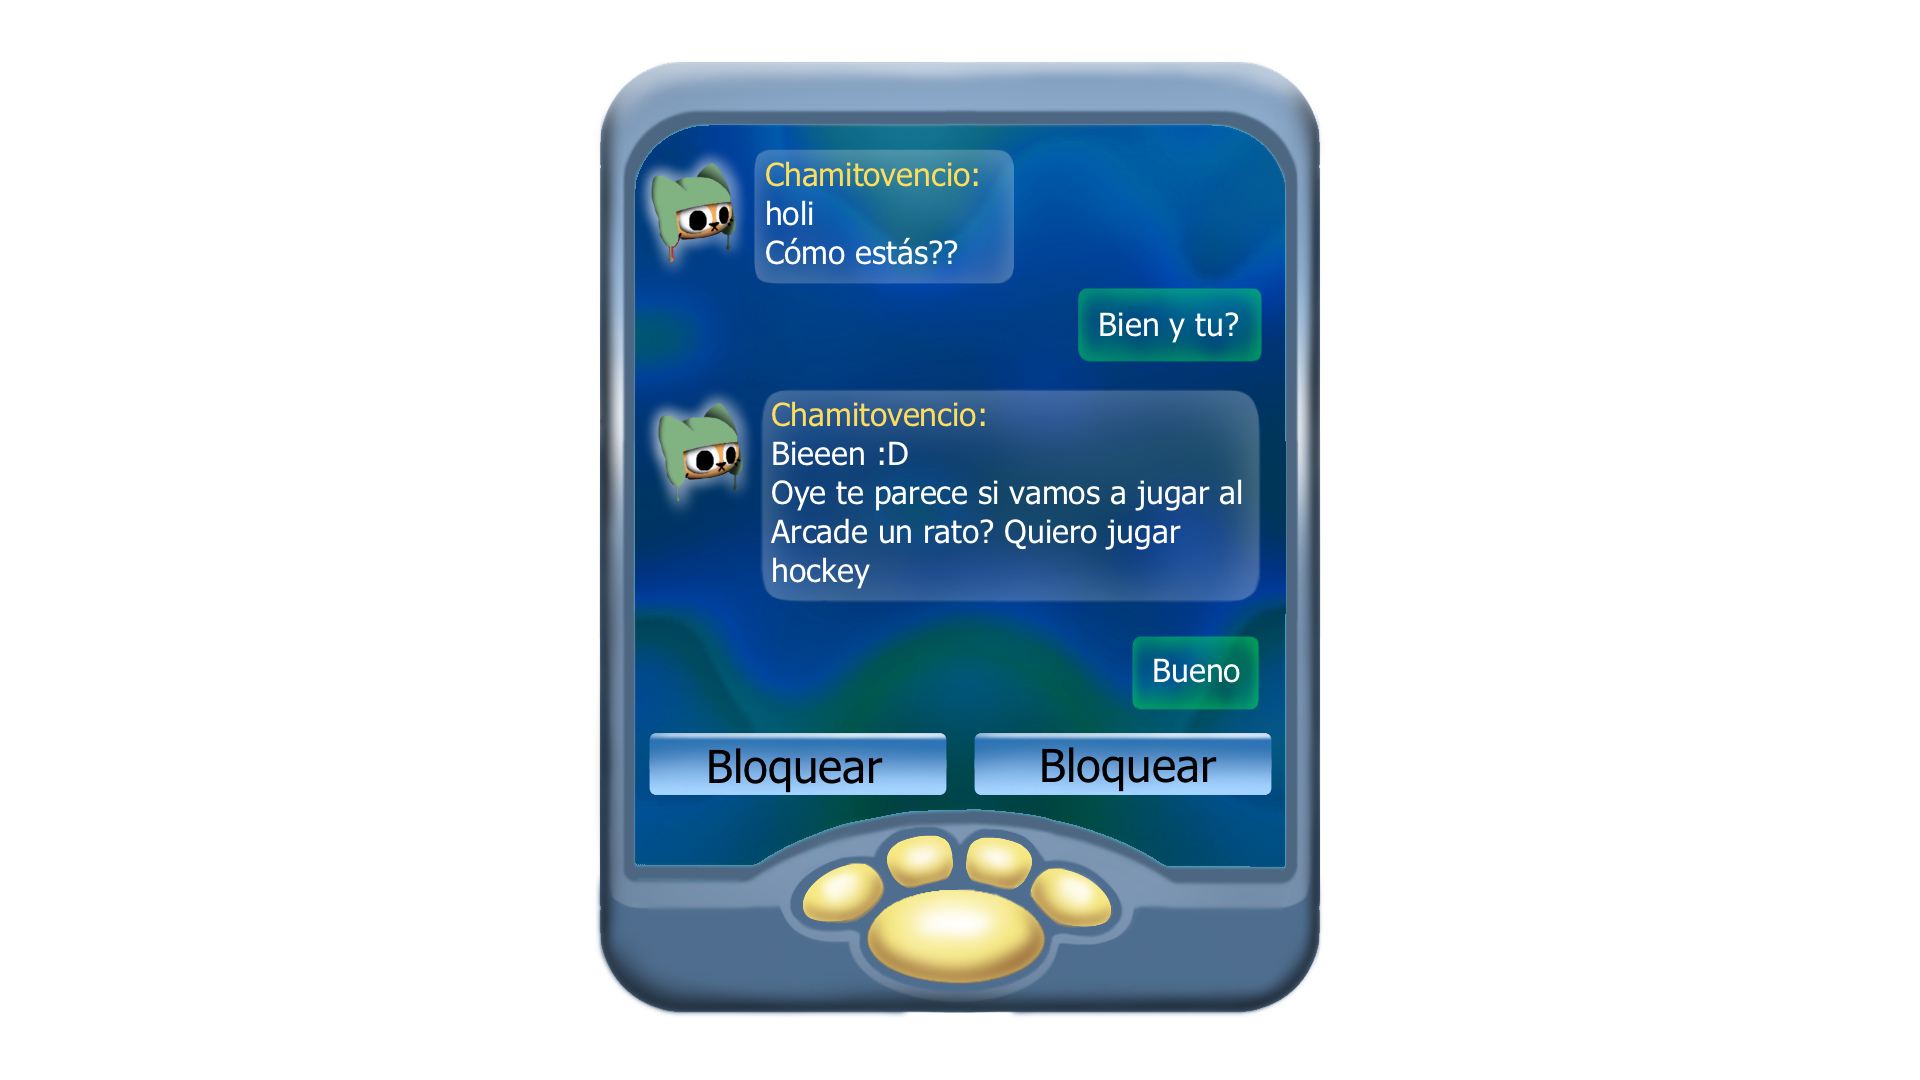 Chamitovencio:
holi
Cómo estás??
Bien y tu?
Chamitovencio:
Bieeen :D
Oye te parece si vamos a jugar al
Arcade un rato? Quiero jugar
hockey
Bueno
Bloquear
Bloquear